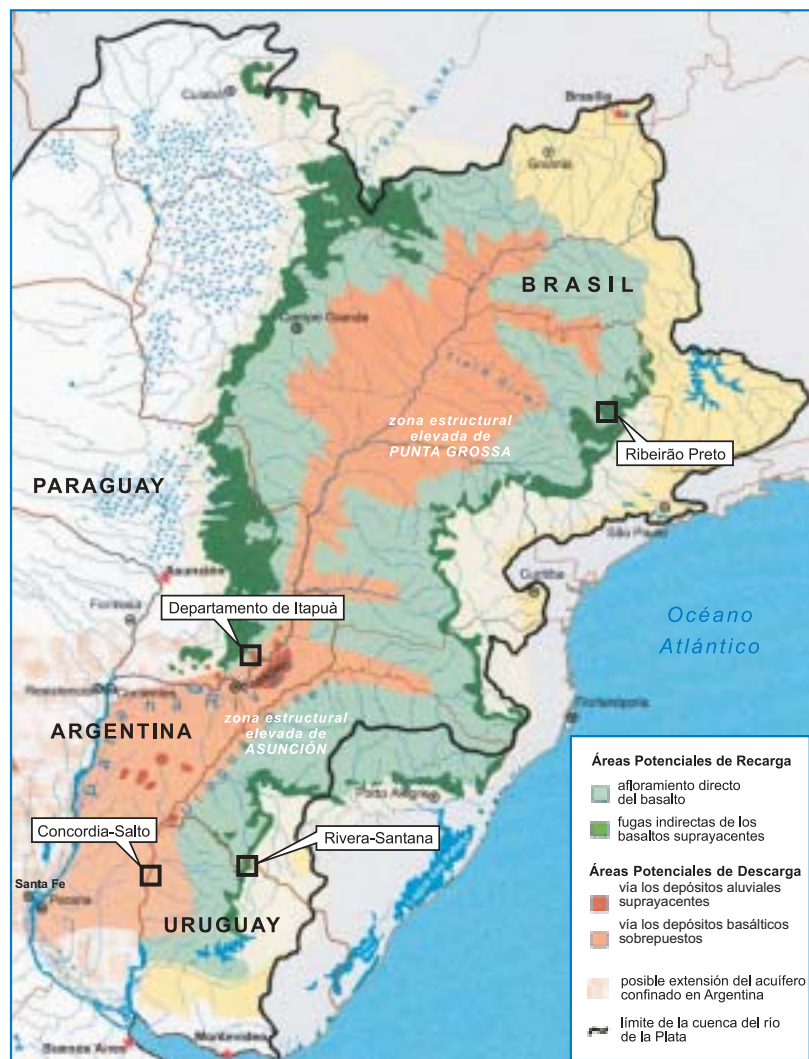 Cuiabá
Brasilia
Goiânia
BRASIL
Campo Grande
zona estructural
elevada de
PUNTA GROSSA
Ribeirão Preto
PARAGUAY
São Paulo
Asunción
Curitiba
Formosa
Departamento de Itapuà
Océano
Atlántico
Resistencia
Corrientes
Florianópolis
ARGENTINA
zona estructural
elevada de
ASUNCIÓN
Porto Alegre
Concordia-Salto
Rivera-Santana
Santa Fe
Paraná
URUGUAY
Buenos Aires
Montevideo
Áreas Potenciales de Recarga
afloramiento directo
del basalto
fugas indirectas de los
basaltos suprayacentes
Áreas Potenciales de Descarga
vía los depósitos aluviales
suprayacentes
vía los depósitos basálticos
sobrepuestos
posible extensión del acuífero
confinado en Argentina
límite de la cuenca del río
de la Plata